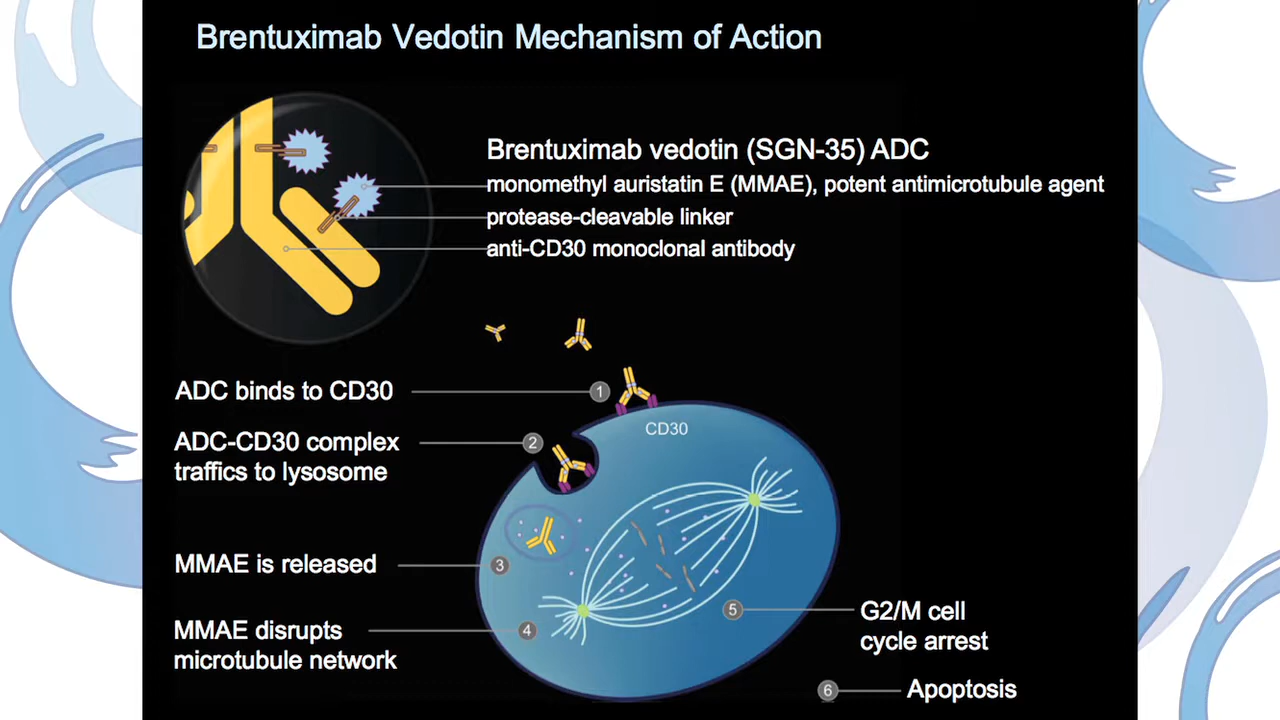 Brentuximab Vedotin Mechanism of Action
Brentuximab vedotin (SGN-35) ADC
monomethyl auristatin E (MMAE), potent antimicrotubule agent
protease-cleavable linker
anti-CD30 monoclonal antibody
ADC binds to CD30
1
CD30
ADC-CD30 complex
traffics to lysosome
2
MMAE is released
3
MMAE disrupts
microtubule network
4
5
G2/M cell
cycle arrest
6
Apoptosis